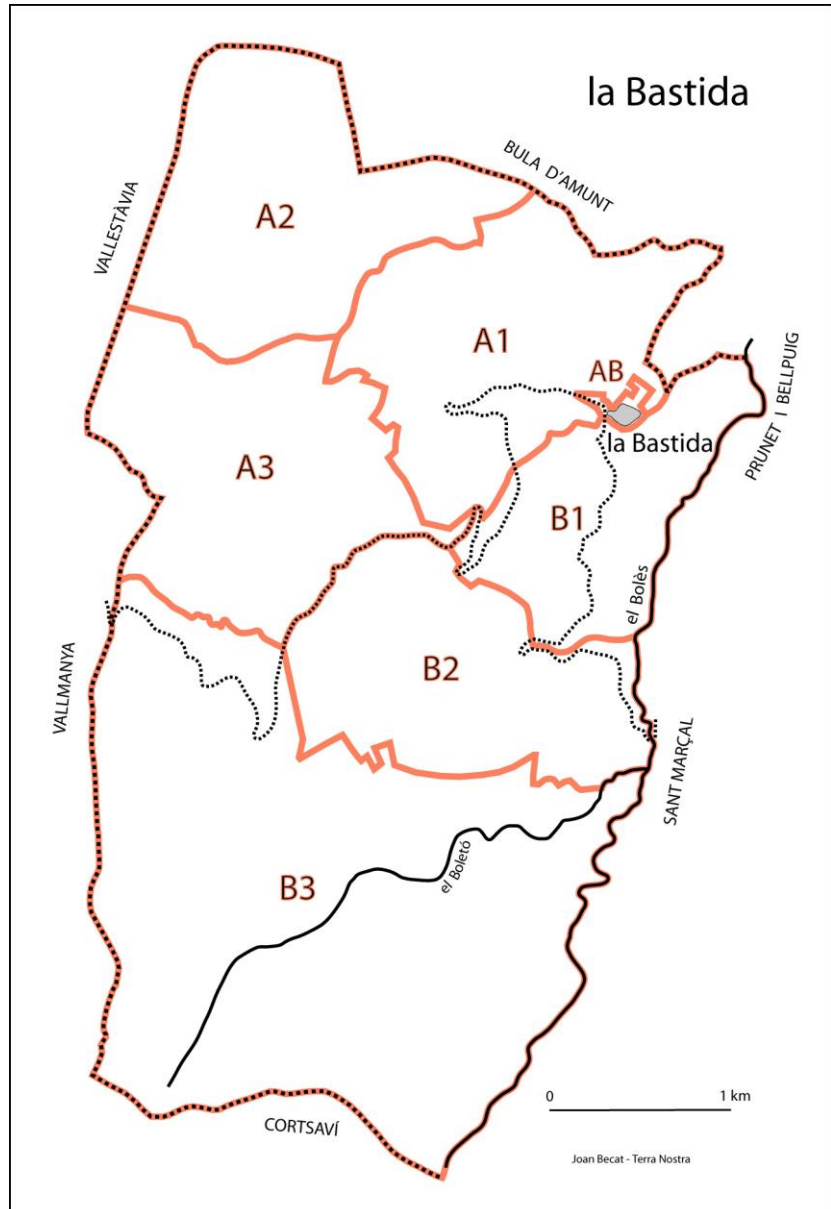 la Bastida
BULA D'AMUNT
VALLESTÀVIA
A2
A1
AB
la Bastida
PRUNET I BELLPUIG
A3
B1
el Bolès
VALLMANYA
B2
SANT MARÇAL
el Boletó
B3
0 1 km
CORTSAVÍ
Joan Becat - Terra Nostra